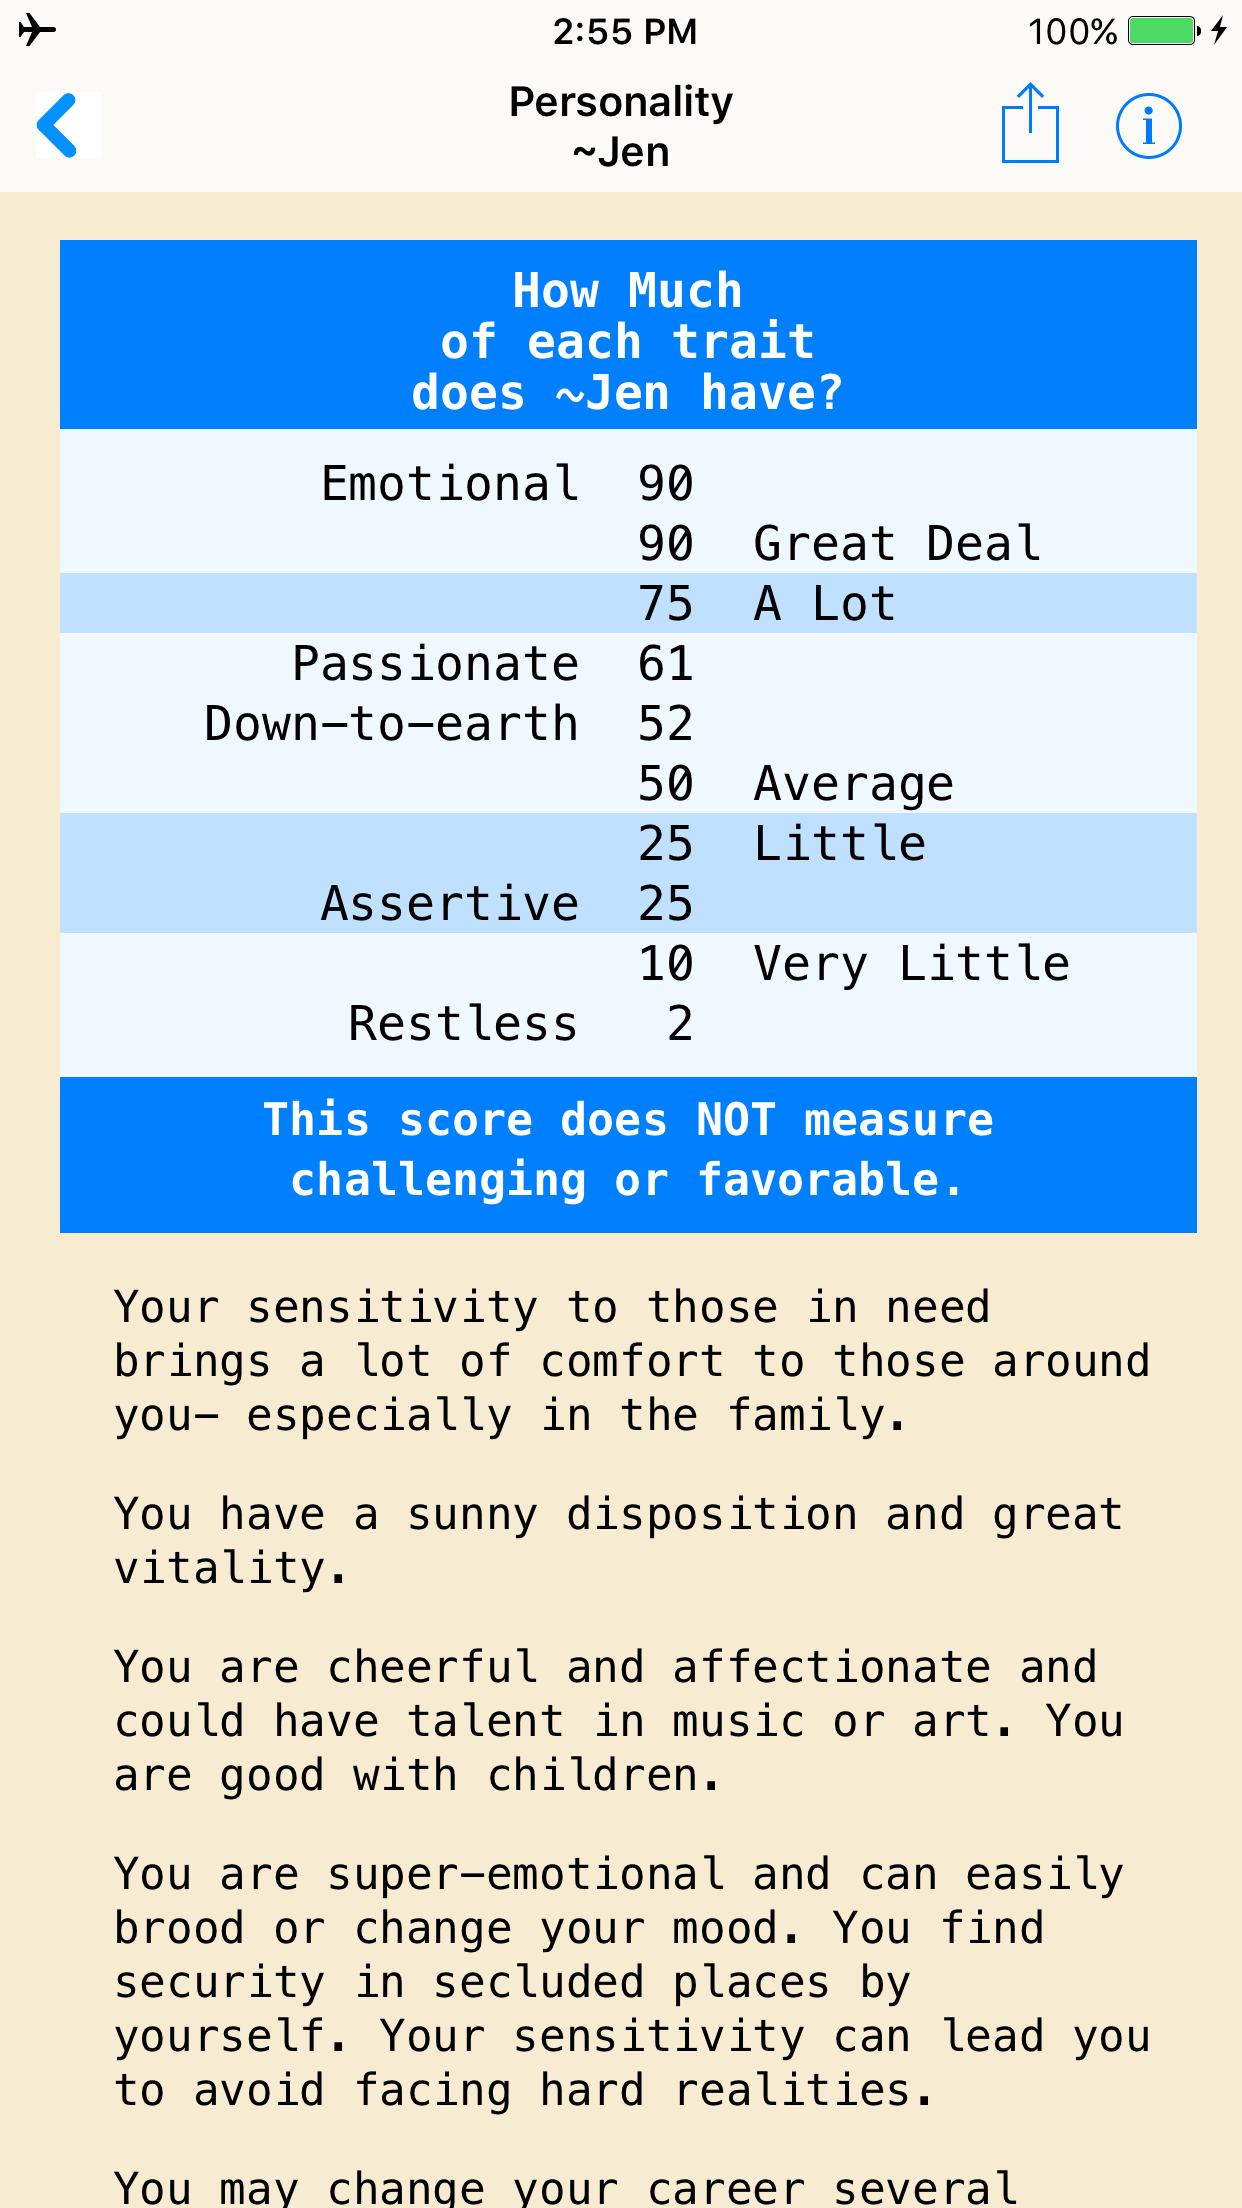 2:55 PM
100%
Personality
~Jen
i
How Much
of each trait
does ~Jen have?
Emotional 90
90 Great Deal
75 A Lot
Passionate 61
Down-to-earth 52
50 Average
25 Little
Assertive 25
10 Very Little
Restless 2
This score does NOT measure
challenging or favorable.
Your sensitivity to those in need
brings a lot of comfort to those around
you- especially in the family.
You have a sunny disposition and great
vitality.
You are cheerful and affectionate and
could have talent in music or art. You
are good with children.
You are super-emotional and can easily
brood or change your mood. You find
security in secluded places by
yourself. Your sensitivity can lead you
to avoid facing hard realities.
You may change your career several